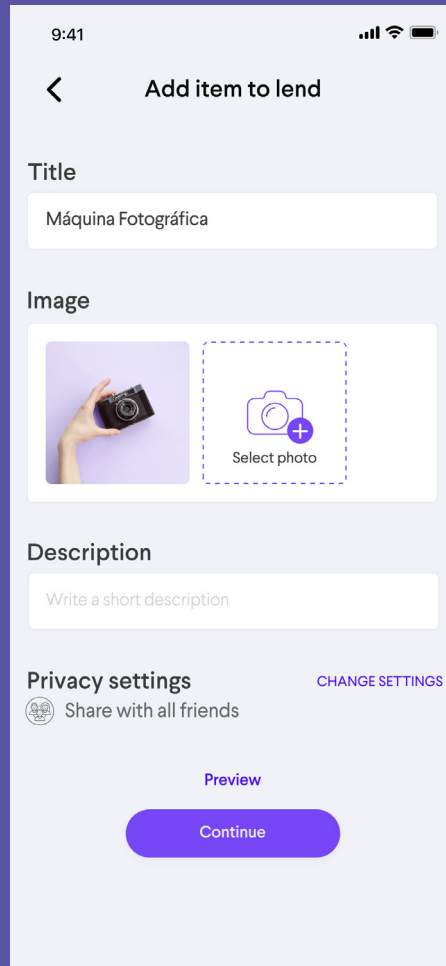 9:41
Add item to lend
Title
Máquina Fotográfica
Image
Select photo
Description
Write a short description
Privacy settings
CHANGE SETTINGS
Share with all friends
Preview
Continue